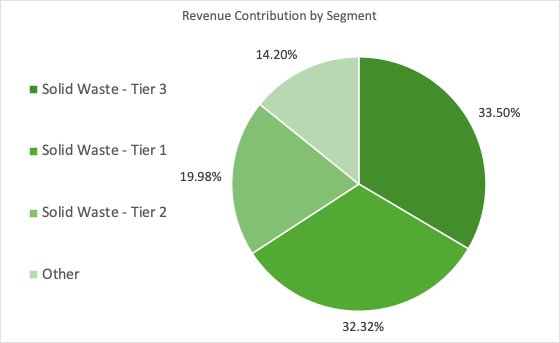 Revenue Contribution by Segment
Solid Waste - Tier 3
Solid Waste - Tier 1
Solid Waste - Tier 2
Other
14.20%
33.50%
19.98%
32.32%